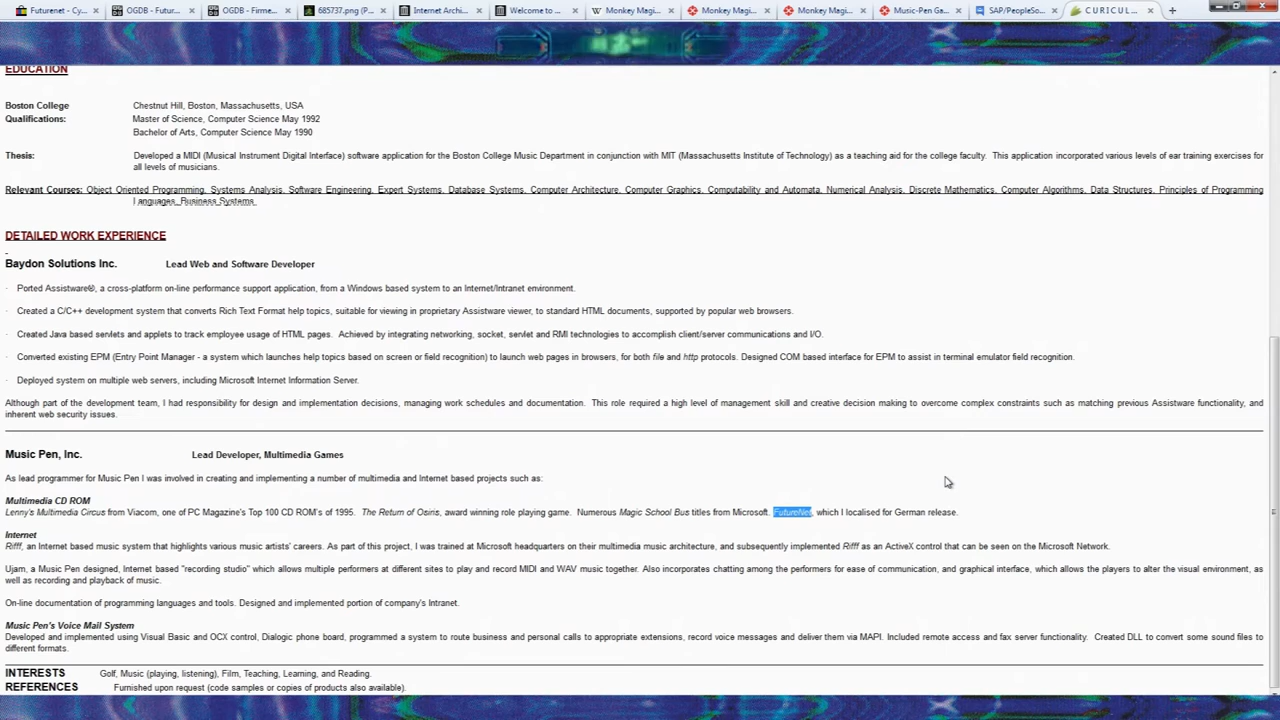 Futurenet - Cy...
OGDB - Futur...
OGDB - Firme...
685737.png (P...
Internet Archi...
Welcome to ...
Monkey Magi...
Monkey Magi...
Monkey Magi...
Music-Pen Ga...
SAP/PeopleSo...
C U R I C U L...
EDUCATION
Boston College Chestnut Hill, Boston, Massachusetts, USA
Qualifications: Master of Science, Computer Science May 1992
Bachelor of Arts, Computer Science May 1990
Thesis: Developed a MIDI (Musical Instrument Digital Interface) software application for the Boston College Music Department in conjunction with MIT (Massachusetts Institute of Technology) as a teaching aid for the college faculty. This application incorporated various levels of ear training exercises for
all levels of musicians.
Relevant Courses: Object Oriented Programming, Systems Analysis, Software Engineering, Expert Systems, Database Systems, Computer Architecture, Computer Graphics, Computability and Automata, Numerical Analysis, Discrete Mathematics, Computer Algorithms, Data Structures, Principles of Programming
Languages, Business Systems
DETAILED WORK EXPERIENCE
Baydon Solutions Inc. Lead Web and Software Developer
· Ported Assistware®, a cross-platform on-line performance support application, from a Windows based system to an Internet/Intranet environment.
· Created a C/C++ development system that converts Rich Text Format help topics, suitable for viewing in proprietary Assistware viewer, to standard HTML documents, supported by popular web browsers.
· Created Java based servlets and applets to track employee usage of HTML pages. Achieved by integrating networking, socket, servlet and RMI technologies to accomplish client/server communications and I/O.
· Converted existing EPM (Entry Point Manager - a system which launches help topics based on screen or field recognition) to launch web pages in browsers, for both file and http protocols. Designed COM based interface for EPM to assist in terminal emulator field recognition.
· Deployed system on multiple web servers, including Microsoft Internet Information Server.
Although part of the development team, I had responsibility for design and implementation decisions, managing work schedules and documentation. This role required a high level of management skill and creative decision making to overcome complex constraints such as matching previous Assistware functionality, and
inherent web security issues.
Music Pen, Inc. Lead Developer, Multimedia Games
As lead programmer for Music Pen I was involved in creating and implementing a number of multimedia and Internet based projects such as:
Multimedia CD ROM
Lenny's Multimedia Circus from Viacom, one of PC Magazine's Top 100 CD ROM's of 1995. The Return of Osiris, award winning role playing game. Numerous Magic School Bus titles from Microsoft. FutureNet, which I localised for German release.
Internet
Rifff, an Internet based music system that highlights various music artists' careers. As part of this project, I was trained at Microsoft headquarters on their multimedia music architecture, and subsequently implemented Rifff as an ActiveX control that can be seen on the Microsoft Network.
Ujam, a Music Pen designed, Internet based "recording studio" which allows multiple performers at different sites to play and record MIDI and WAV music together. Also incorporates chatting among the performers for ease of communication, and graphical interface, which allows the players to alter the visual environment, as
well as recording and playback of music.
On-line documentation of programming languages and tools. Designed and implemented portion of company's Intranet.
Music Pen's Voice Mail System
Developed and implemented using Visual Basic and OCX control, Dialogic phone board, programmed a system to route business and personal calls to appropriate extensions, record voice messages and deliver them via MAPI. Included remote access and fax server functionality. Created DLL to convert some sound files to
different formats.
INTERESTS Golf, Music (playing, listening), Film, Teaching, Learning, and Reading.
REFERENCES Furnished upon request (code samples or copies of products also available).